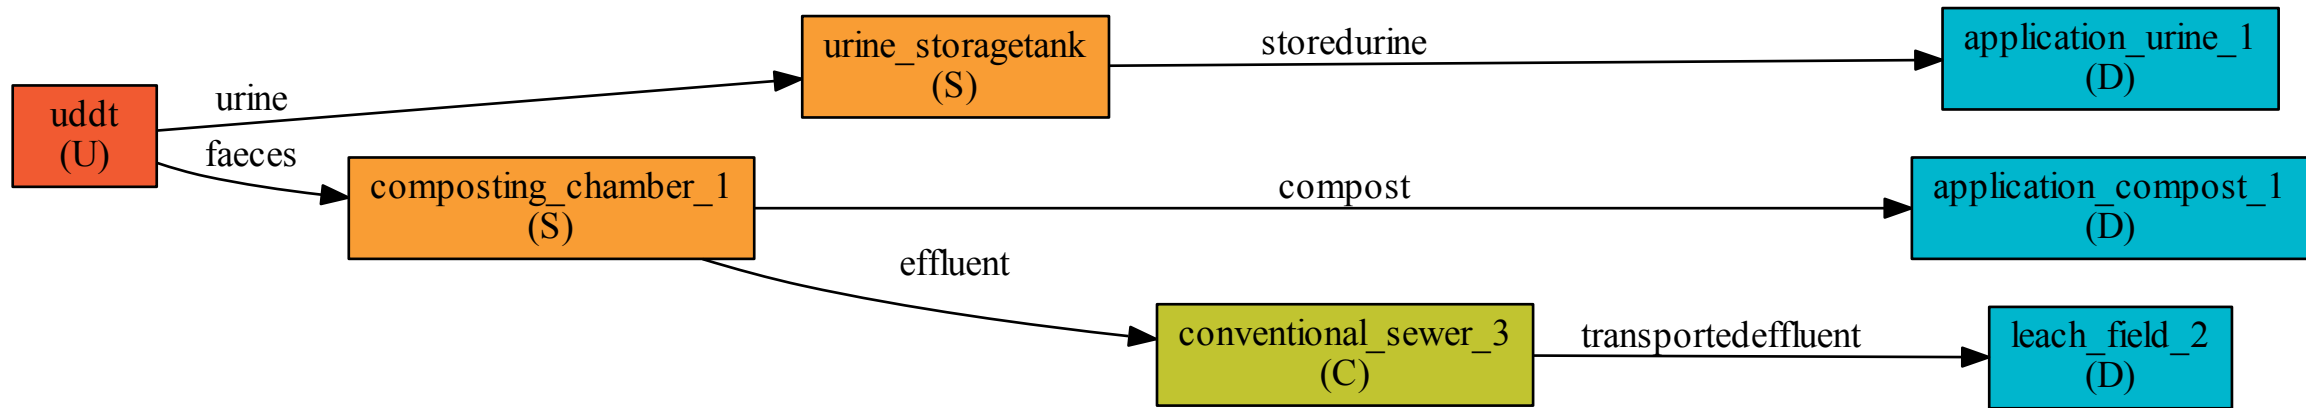 uddt
(U)
urine
faeces
urine_storagetank
(S)
storedurine
application_urine_1
(D)
composting_chamber_1
(S)
compost
application_compost_1
(D)
effluent
conventional_sewer_3
(C)
transportedeffluent
leach_field_2
(D)